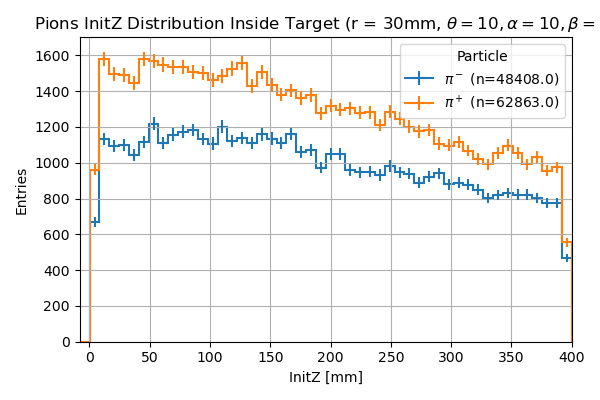 Pions InitZ Distribution Inside Target (r = 30mm, θ = 10, α = 10, β =
Particle
π⁻ (n=48408.0)
π⁺ (n=62863.0)
Entries
1600
1400
1200
1000
800
600
400
200
0
0 50 100 150 200 250 300 350 400
InitZ [mm]